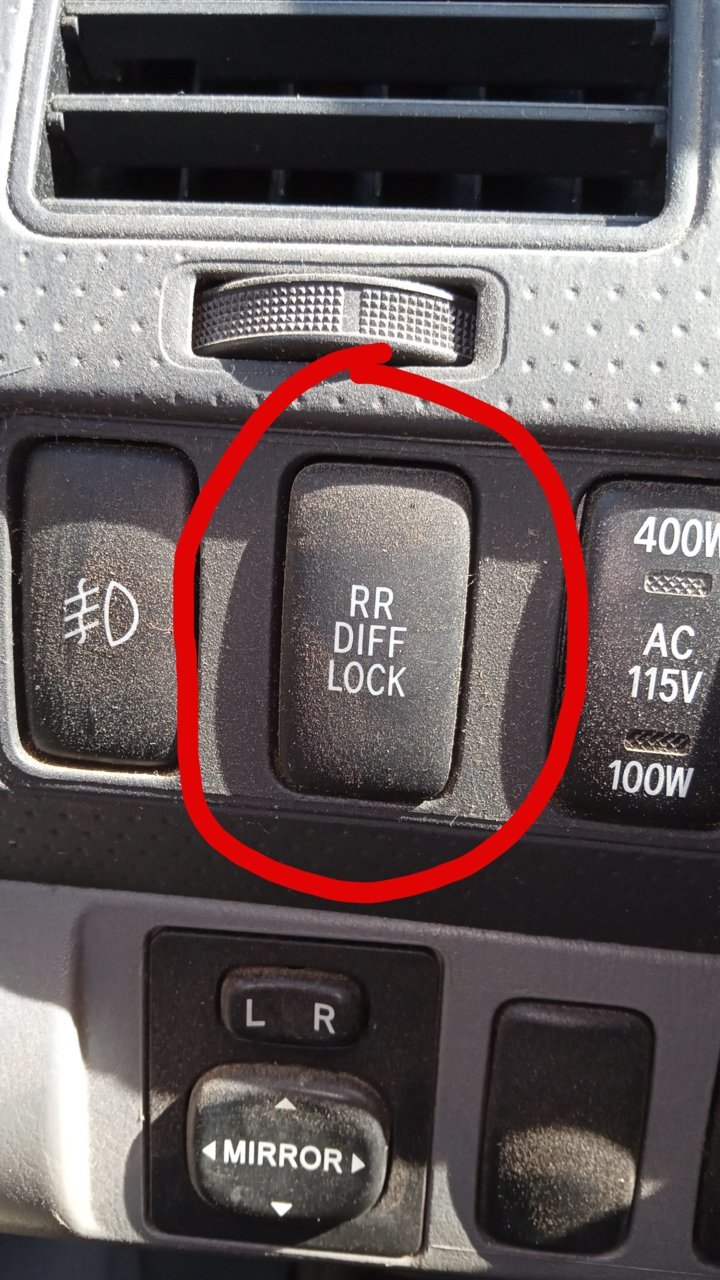 RR
DIFF
LOCK
400W
AC
115V
100W
L R
MIRROR